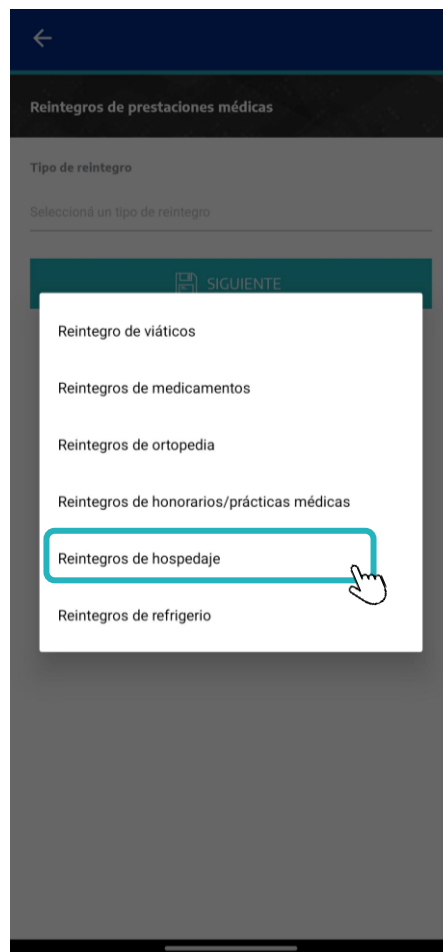 Reintegros de prestaciones médicas
Tipo de reintegro
Seleccioná un tipo de reintegro
SIGUIENTE
Reintegro de viáticos
Reintegros de medicamentos
Reintegros de ortopedia
Reintegros de honorarios/prácticas médicas
Reintegros de hospedaje
Reintegros de refrigerio